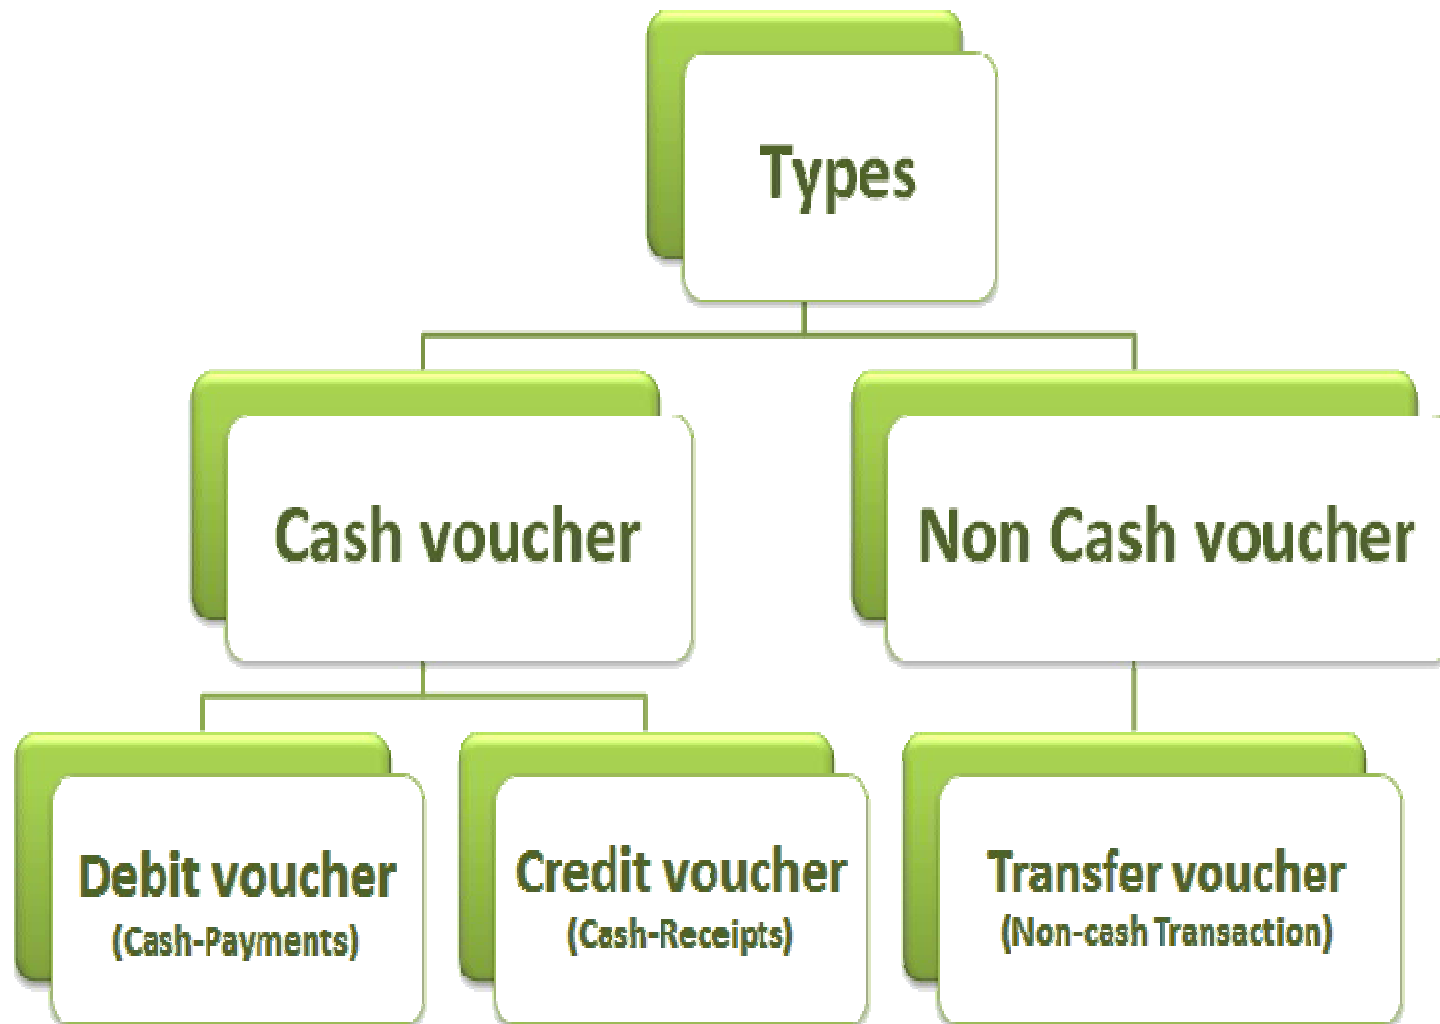 Types
Cash voucher
Non Cash voucher
Debit voucher
(Cash-Payments)
Credit voucher
(Cash-Receipts)
Transfer voucher
(Non-cash Transaction)